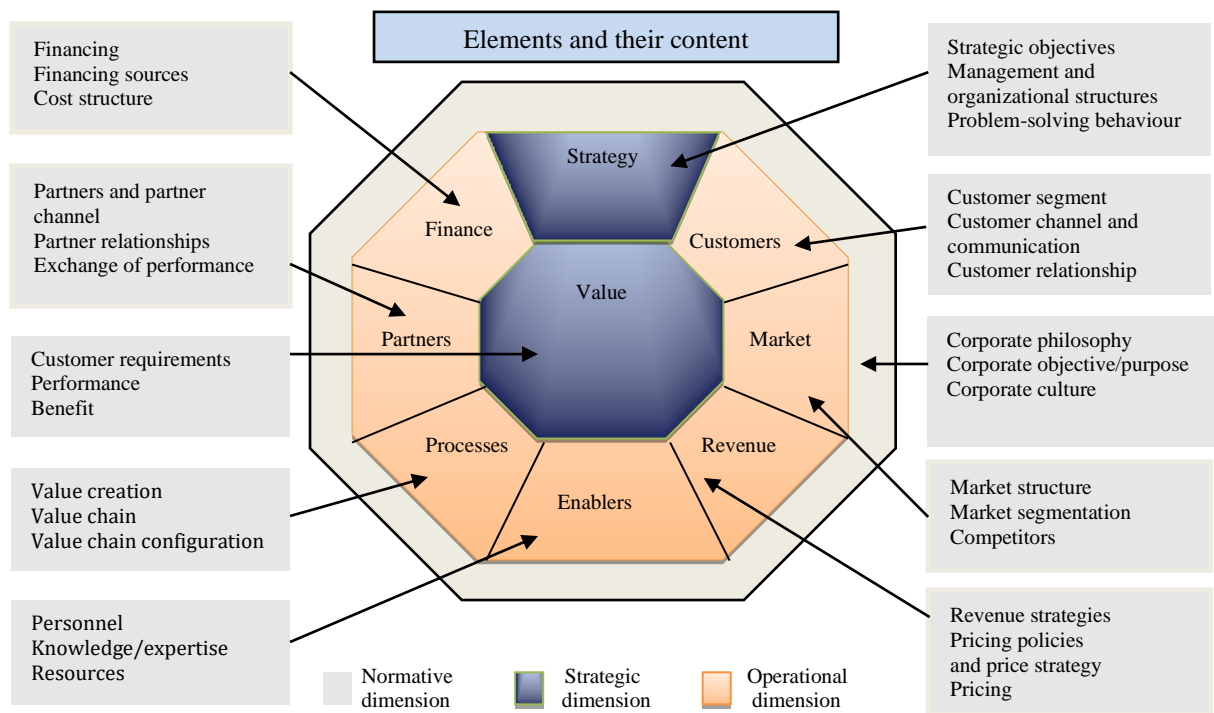 Elements and their content
Financing
Financing sources
Cost structure
Partners and partner
channel
Partner relationships
Exchange of performance
Customer requirements
Performance
Benefit
Value creation
Value chain
Value chain configuration
Personnel
Knowledge/expertise
Resources
Strategy
Finance
Customers
Value
Partners
Market
Processes
Revenue
Enablers
Strategic objectives
Management and
organizational structures
Problem-solving behaviour
Customer segment
Customer channel and
communication
Customer relationship
Corporate philosophy
Corporate objective/purpose
Corporate culture
Market structure
Market segmentation
Competitors
Revenue strategies
Pricing policies
and price strategy
Pricing
Normative
dimension
Strategic
dimension
Operational
dimension